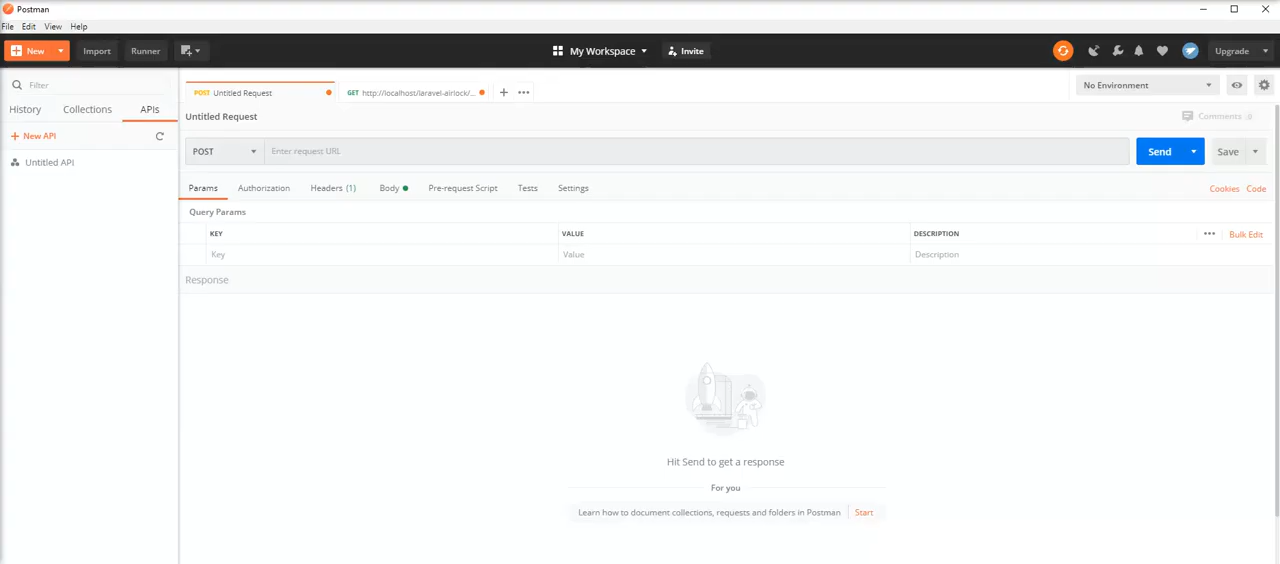 Postman
File Edit View Help
New Import Runner My Workspace Invite Upgrade
Filter
History Collections APIs
New API
Untitled API
POST Untitled Request GET http://localhost/laravel-airlock/... No Environment
Untitled Request Comments 0
POST Enter request URL Send Save
Params Authorization Headers (1) Body Pre-request Script Tests Settings Cookies Code
Query Params
KEY VALUE DESCRIPTION Bulk Edit
Key Value Description
Response
Hit Send to get a response
For you
Learn how to document collections, requests and folders in Postman Start